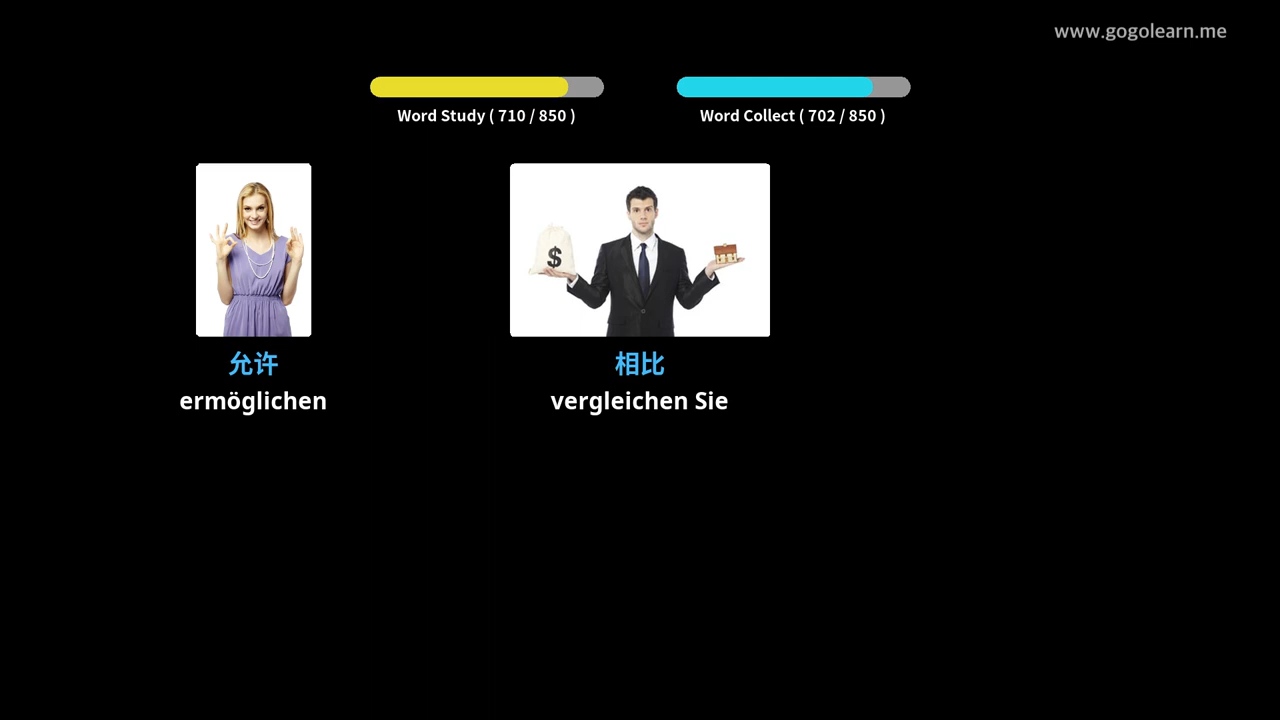 www.gogolearn.me
Word Study ( 710 / 850 )
Word Collect ( 702 / 850 )
$
允许
ermöglichen
相比
vergleichen Sie